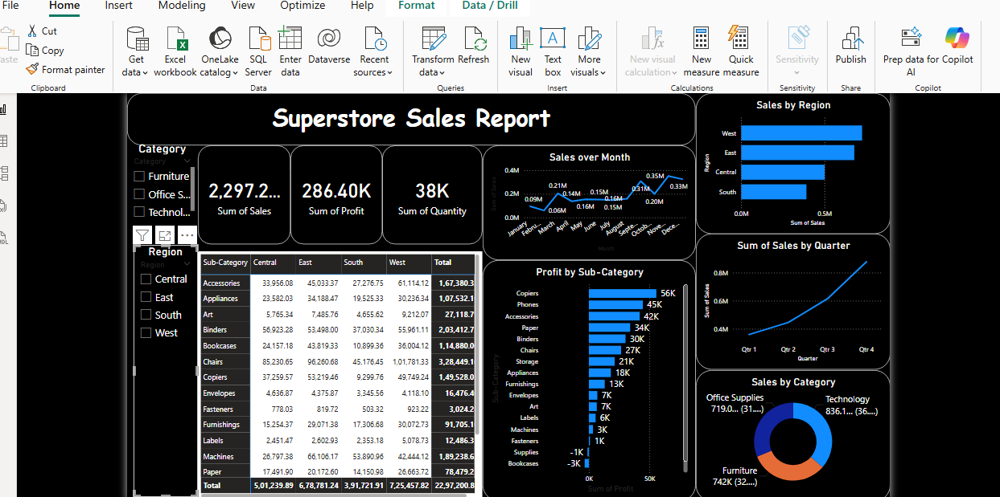 File Home Insert Modeling View Optimize Help Format Data / Drill
Cut
Copy
Format painter
Clipboard
Get data
Excel workbook
OneLake catalog
SQL Server
Enter data
Dataverse
Recent sources
Data
Transform data
Refresh
Queries
New visual
Text box
More visuals
Insert
New visual calculation
New measure
Quick measure
Calculations
Sensitivity
Sensitivity
Publish
Share
Prep data for AI
Copilot
Copilot
Superstore Sales Report
Category
Category
Furniture
Office S...
Technol...
Region
Region
Central
East
South
West
2,297.2...
Sum of Sales
286.40K
Sum of Profit
38K
Sum of Quantity
Sub-Category Central East South West Total
Accessories 33,956.08 45,033.37 27,276.75 61,114.12 1,67,380.3
Appliances 23,582.03 34,188.47 19,525.33 30,236.34 1,07,532.1
Art 5,765.34 7,485.76 4,655.62 9,212.07 27,118.7
Binders 56,923.28 53,498.00 37,030.34 55,961.11 2,03,412.7
Bookcases 24,157.18 43,819.33 10,899.36 36,004.12 1,14,880.0
Chairs 85,230.65 96,260.68 45,176.45 1,01,781.33 3,28,449.1
Copiers 37,259.57 53,219.46 9,299.76 49,749.24 1,49,528.0
Envelopes 4,636.87 4,375.87 3,345.56 4,118.10 16,476.4
Fasteners 778.03 819.72 503.32 923.22 3,024.2
Furnishings 15,254.37 29,071.38 17,306.68 30,072.73 91,705.1
Labels 2,451.47 2,602.93 2,353.18 5,078.73 12,486.3
Machines 26,797.38 66,106.17 53,890.96 42,444.12 1,89,238.6
Paper 17,491.90 20,172.60 14,150.98 26,663.72 78,479.2
Total 5,01,239.89 6,78,781.24 3,91,721.91 7,25,457.82 22,97,200.8
Sales over Month
Sum of Sales
0.4M
0.2M
0.0M
0.09M
0.06M
0.21M
0.14M
0.16M
0.15M
0.16M
0.15M
0.31M
0.20M
0.35M
0.33M
January
Febru...
March
April
May
June
July
August
Septe...
Octob...
Nove...
Dece...
Month
Profit by Sub-Category
Sub-Category
Copiers 56K
Phones 45K
Accessories 42K
Paper 34K
Binders 30K
Chairs 27K
Storage 21K
Appliances 18K
Furnishings 13K
Envelopes 7K
Art 7K
Labels 6K
Machines 3K
Fasteners 1K
Supplies -1K
Bookcases -3K
0K 50K
Sum of Profit
Sales by Region
Region
West
East
Central
South
0.0M 0.5M
Sum of Sales
Sum of Sales by Quarter
Sum of Sales
0.8M
0.6M
0.4M
Qtr 1 Qtr 2 Qtr 3 Qtr 4
Quarter
Sales by Category
Office Supplies
719.0... (31....)
Technology
836.1... (36....)
Furniture
742K (32....)